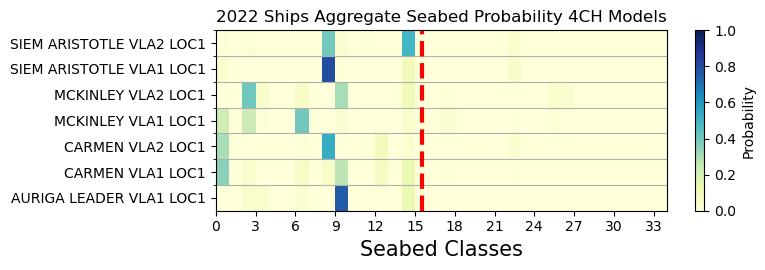 2022 Ships Aggregate Seabed Probability 4CH Models
SIEM ARISTOTLE VLA2 LOC1
SIEM ARISTOTLE VLA1 LOC1
MCKINLEY VLA2 LOC1
MCKINLEY VLA1 LOC1
CARMEN VLA2 LOC1
CARMEN VLA1 LOC1
AURIGA LEADER VLA1 LOC1
0 3 6 9 12 15 18 21 24 27 30 33
Seabed Classes
1.0
0.8
0.6
0.4
0.2
0.0
Probability